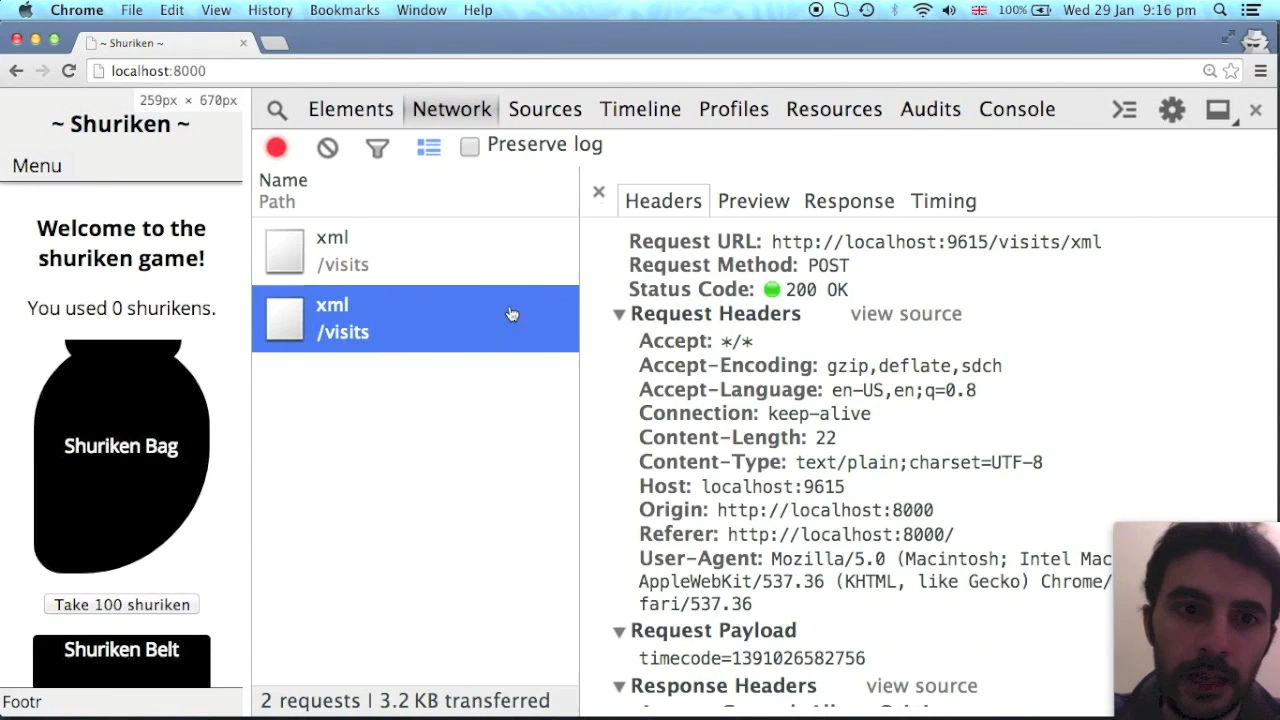 Chrome File Edit View History Bookmarks Window Help 100% Wed 29 Jan 9:16 pm
~ Shuriken ~
localhost:8000
259px × 670px
~ Shuriken ~
Menu
Welcome to the
shuriken game!
You used 0 shurikens.
Shuriken Bag
Take 100 shuriken
Shuriken Belt
Footr
Elements Network Sources Timeline Profiles Resources Audits Console
Preserve log
Name
Path
xml
/visits
xml
/visits
2 requests | 3.2 KB transferred
Headers Preview Response Timing
Request URL: http://localhost:9615/visits/xml
Request Method: POST
Status Code: 200 OK
Request Headers view source
Accept: */*
Accept-Encoding: gzip,deflate,sdch
Accept-Language: en-US,en;q=0.8
Connection: keep-alive
Content-Length: 22
Content-Type: text/plain;charset=UTF-8
Host: localhost:9615
Origin: http://localhost:8000
Referer: http://localhost:8000/
User-Agent: Mozilla/5.0 (Macintosh; Intel Mac
AppleWebKit/537.36 (KHTML, like Gecko) Chrome/
fari/537.36
Request Payload
timecode=1391026582756
Response Headers view source